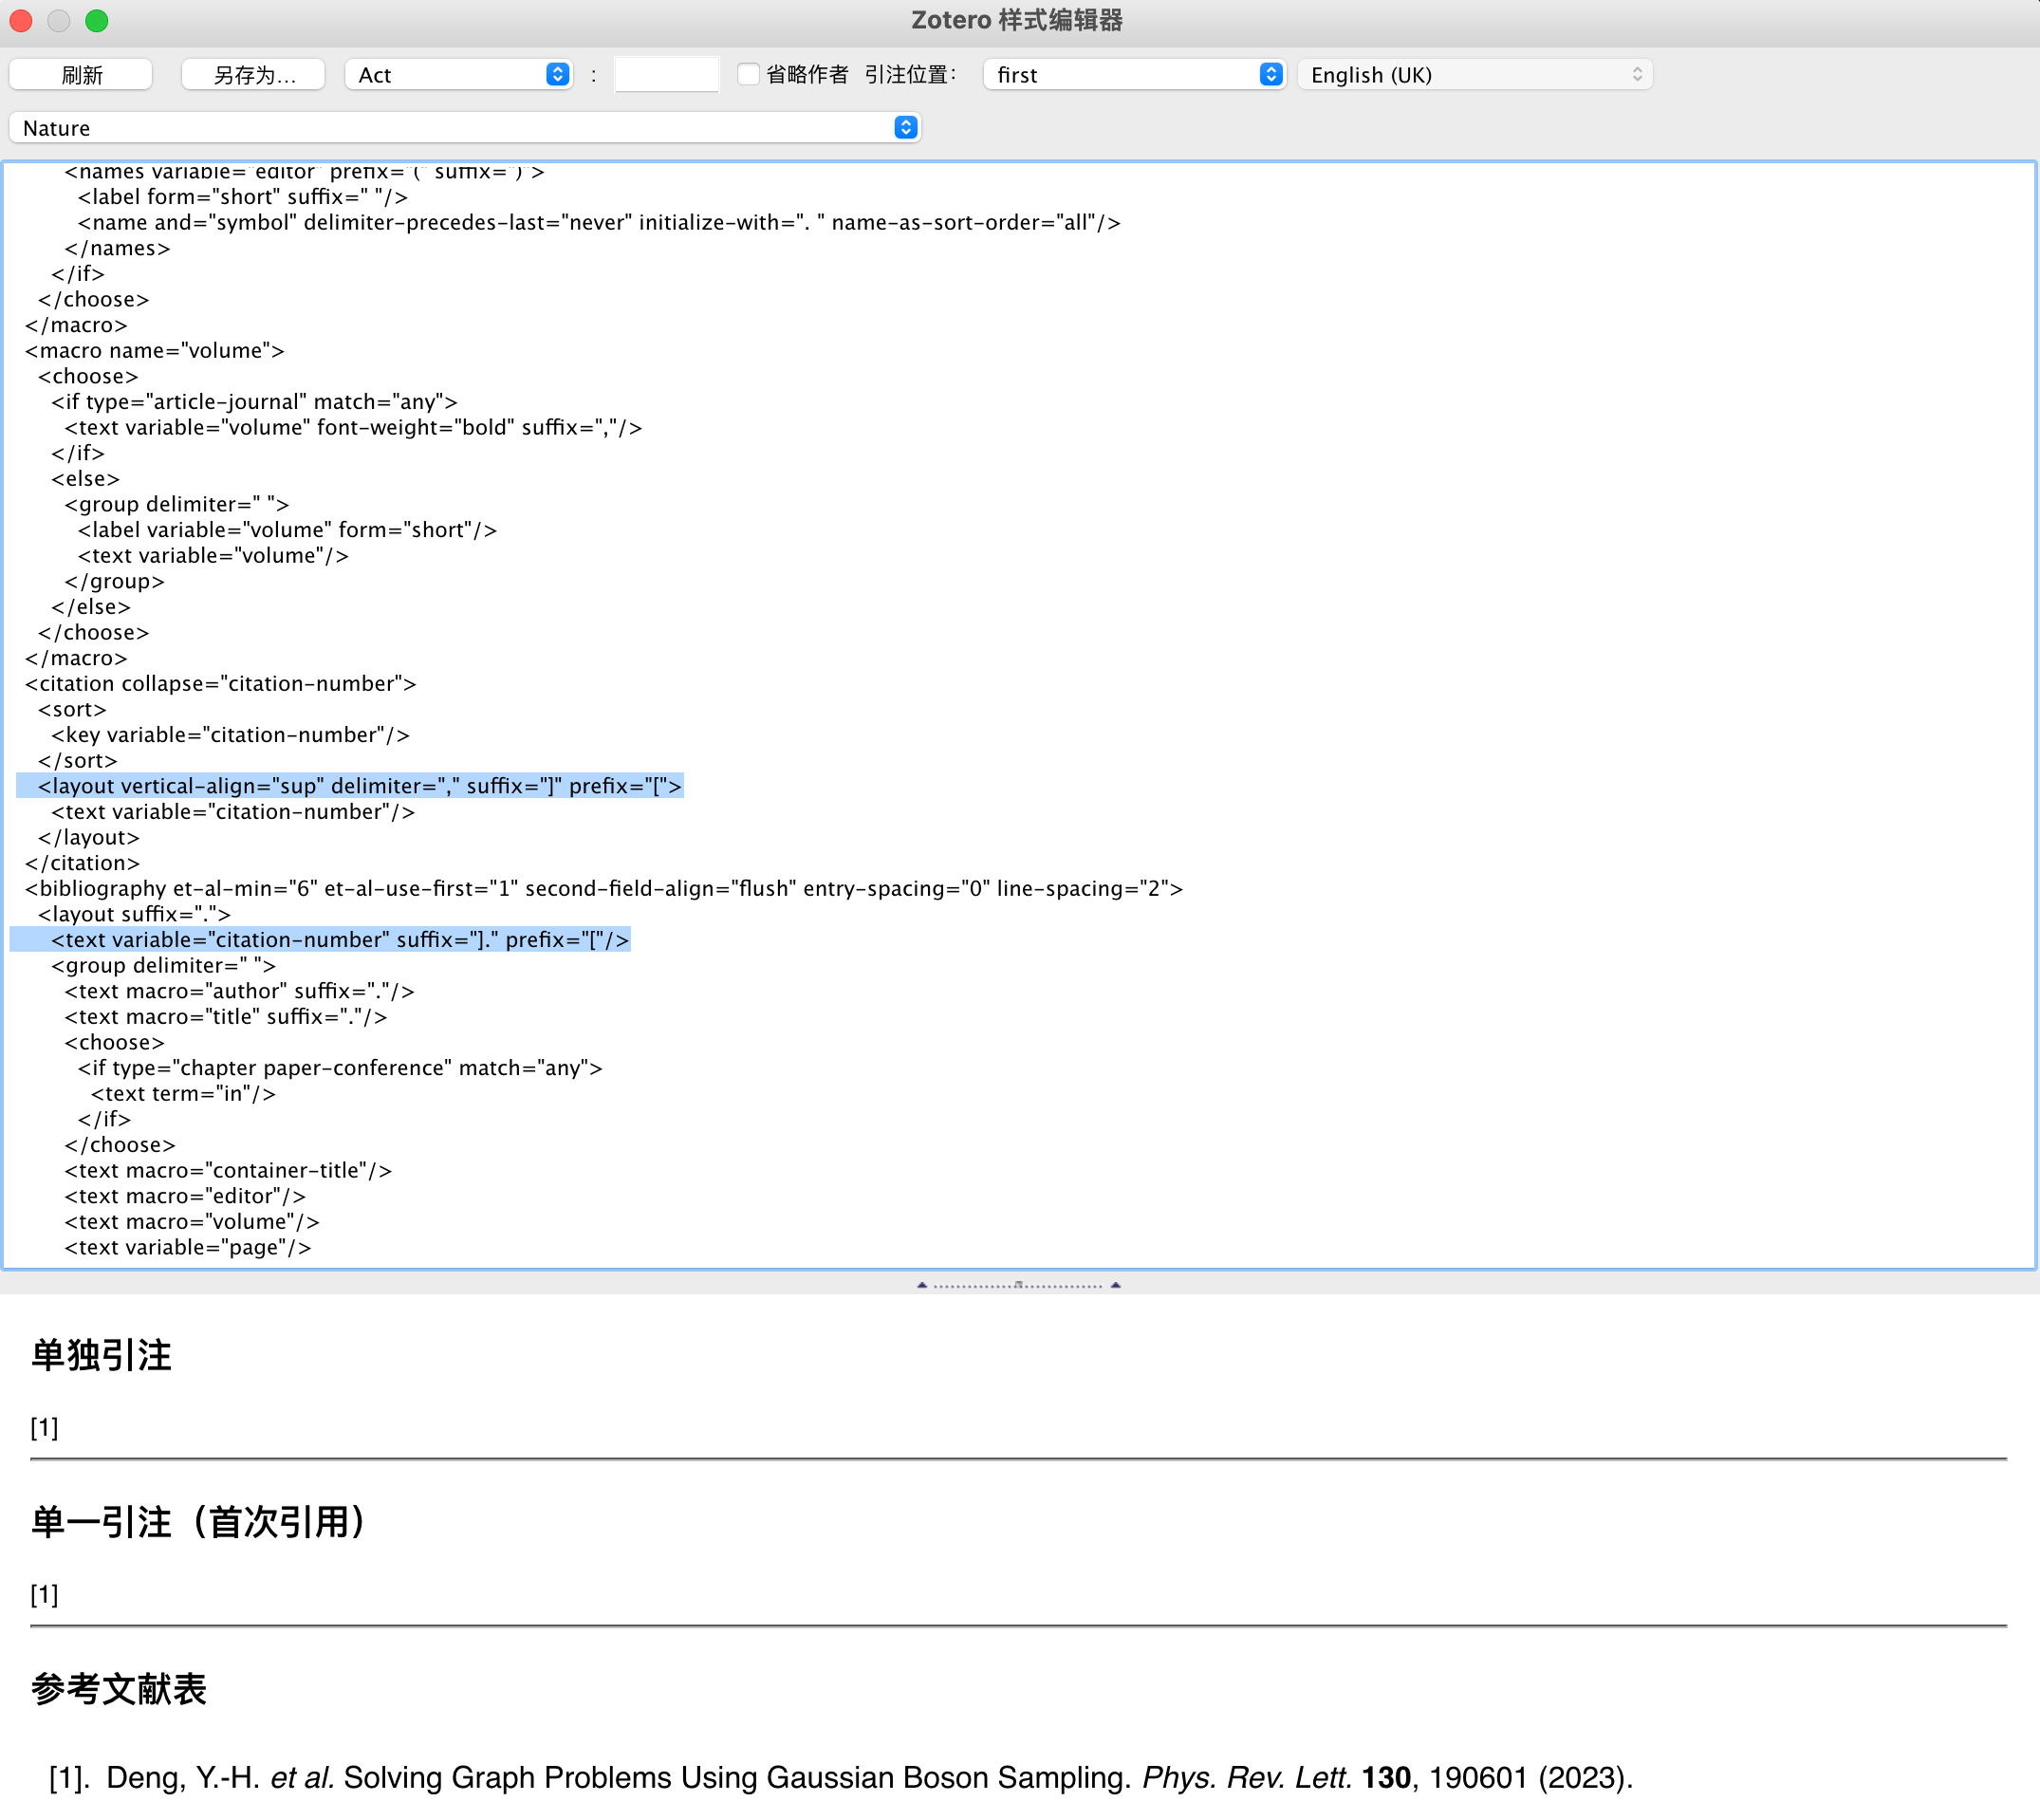 Zotero 样式编辑器
刷新 另存为... Act : 省略作者 引注位置： first English (UK)
Nature
<names variable="editor" prefix="(" suffix=")">
<label form="short" suffix=" "/>
<name and="symbol" delimiter-precedes-last="never" initialize-with=". " name-as-sort-order="all"/>
</names>
</if>
</choose>
</macro>
<macro name="volume">
<choose>
<if type="article-journal" match="any">
<text variable="volume" font-weight="bold" suffix=","/>
</if>
<else>
<group delimiter=" ">
<label variable="volume" form="short"/>
<text variable="volume"/>
</group>
</else>
</choose>
</macro>
<citation collapse="citation-number">
<sort>
<key variable="citation-number"/>
</sort>
<layout vertical-align="sup" delimiter="," suffix="]" prefix="[">
<text variable="citation-number"/>
</layout>
</citation>
<bibliography et-al-min="6" et-al-use-first="1" second-field-align="flush" entry-spacing="0" line-spacing="2">
<layout suffix=".">
<text variable="citation-number" suffix="]." prefix="["/>
<group delimiter=" ">
<text macro="author" suffix="."/>
<text macro="title" suffix="."/>
<choose>
<if type="chapter paper-conference" match="any">
<text term="in"/>
</if>
</choose>
<text macro="container-title"/>
<text macro="editor"/>
<text macro="volume"/>
<text variable="page"/>
单独引注
[1]
单一引注（首次引用）
[1]
参考文献表
[1]. Deng, Y.-H. et al. Solving Graph Problems Using Gaussian Boson Sampling. Phys. Rev. Lett. 130, 190601 (2023).